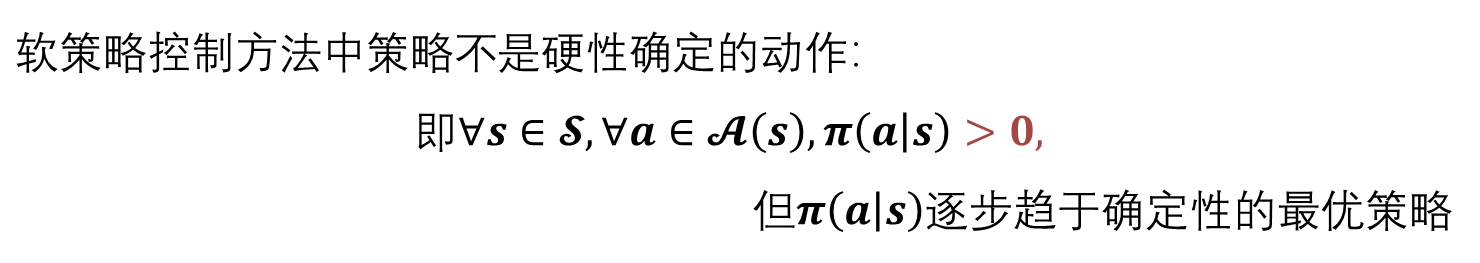 软策略控制方法中策略不是硬性确定的动作：
即∀𝒔 ∈ 𝓢, ∀𝒂 ∈ 𝓐(𝒔), 𝝅(𝒂|𝒔) > 𝟎,
但𝝅(𝒂|𝒔)逐步趋于确定性的最优策略